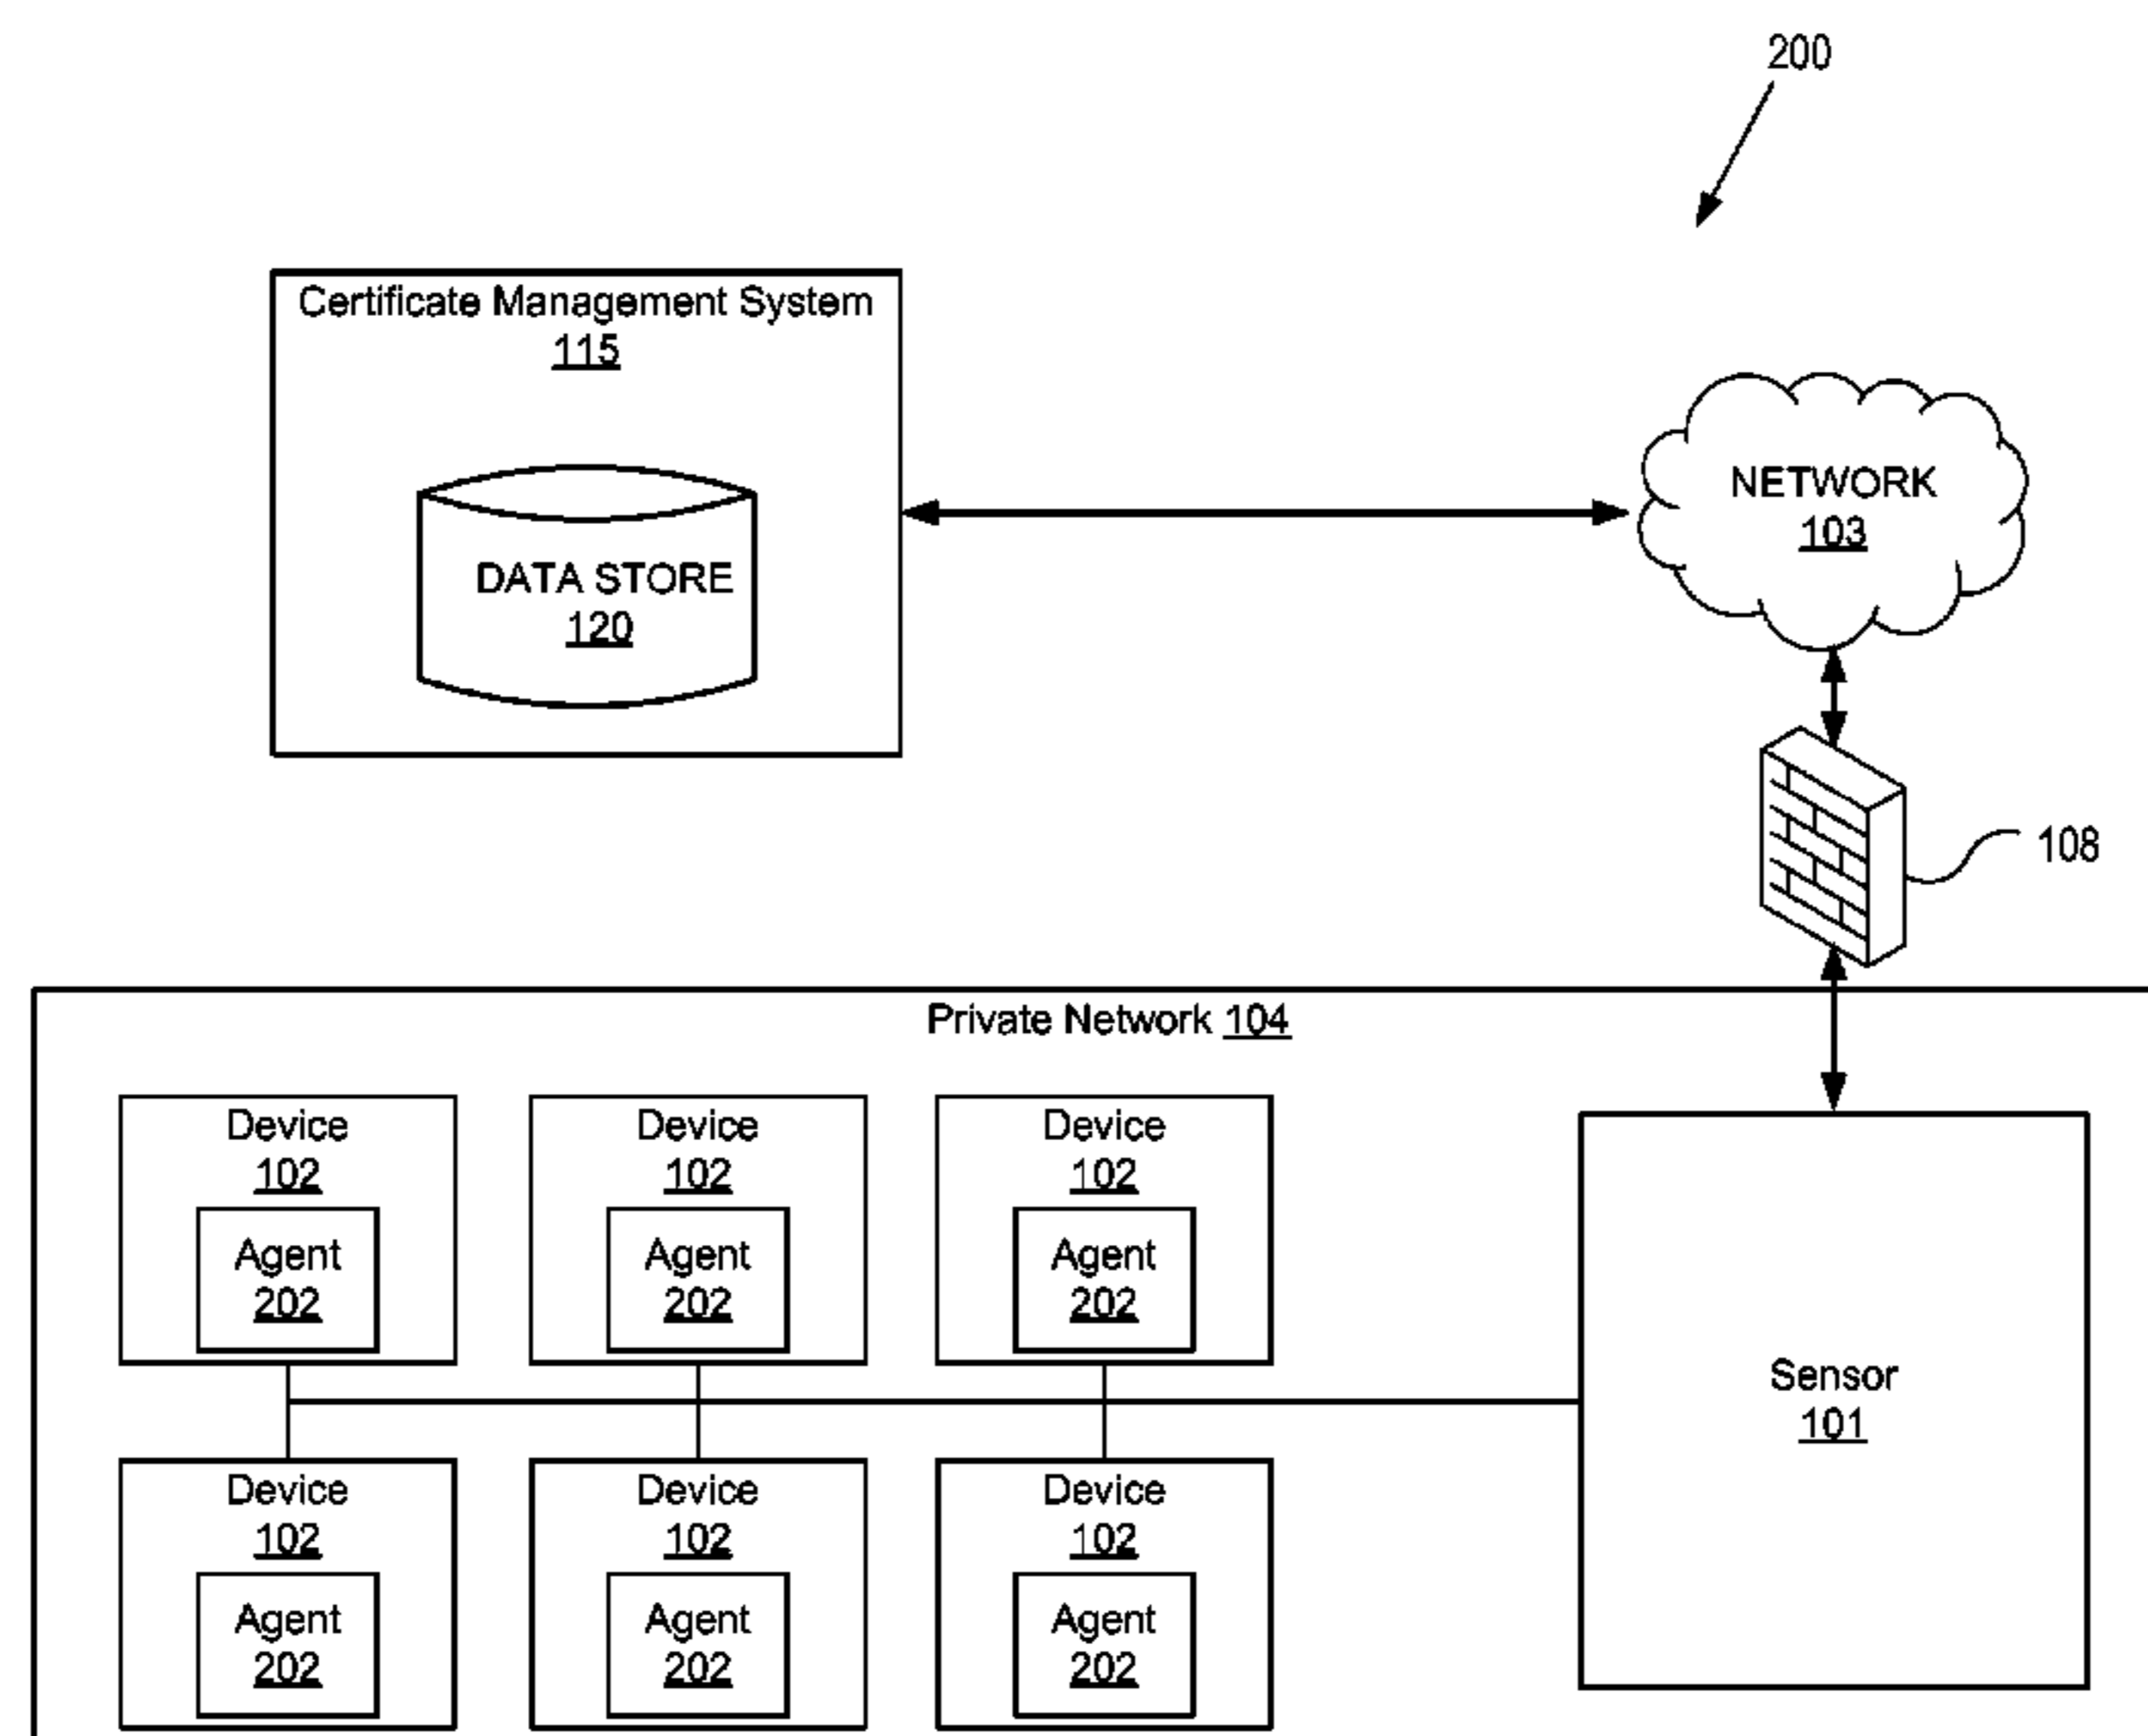 200
Certificate Management System
115
NETWORK
103
DATA STORE
120
108
Private Network 104
Device
102
Agent
202
Device
102
Agent
202
Device
102
Agent
202
Sensor
101
Device
102
Agent
202
Device
102
Agent
202
Device
102
Agent
202